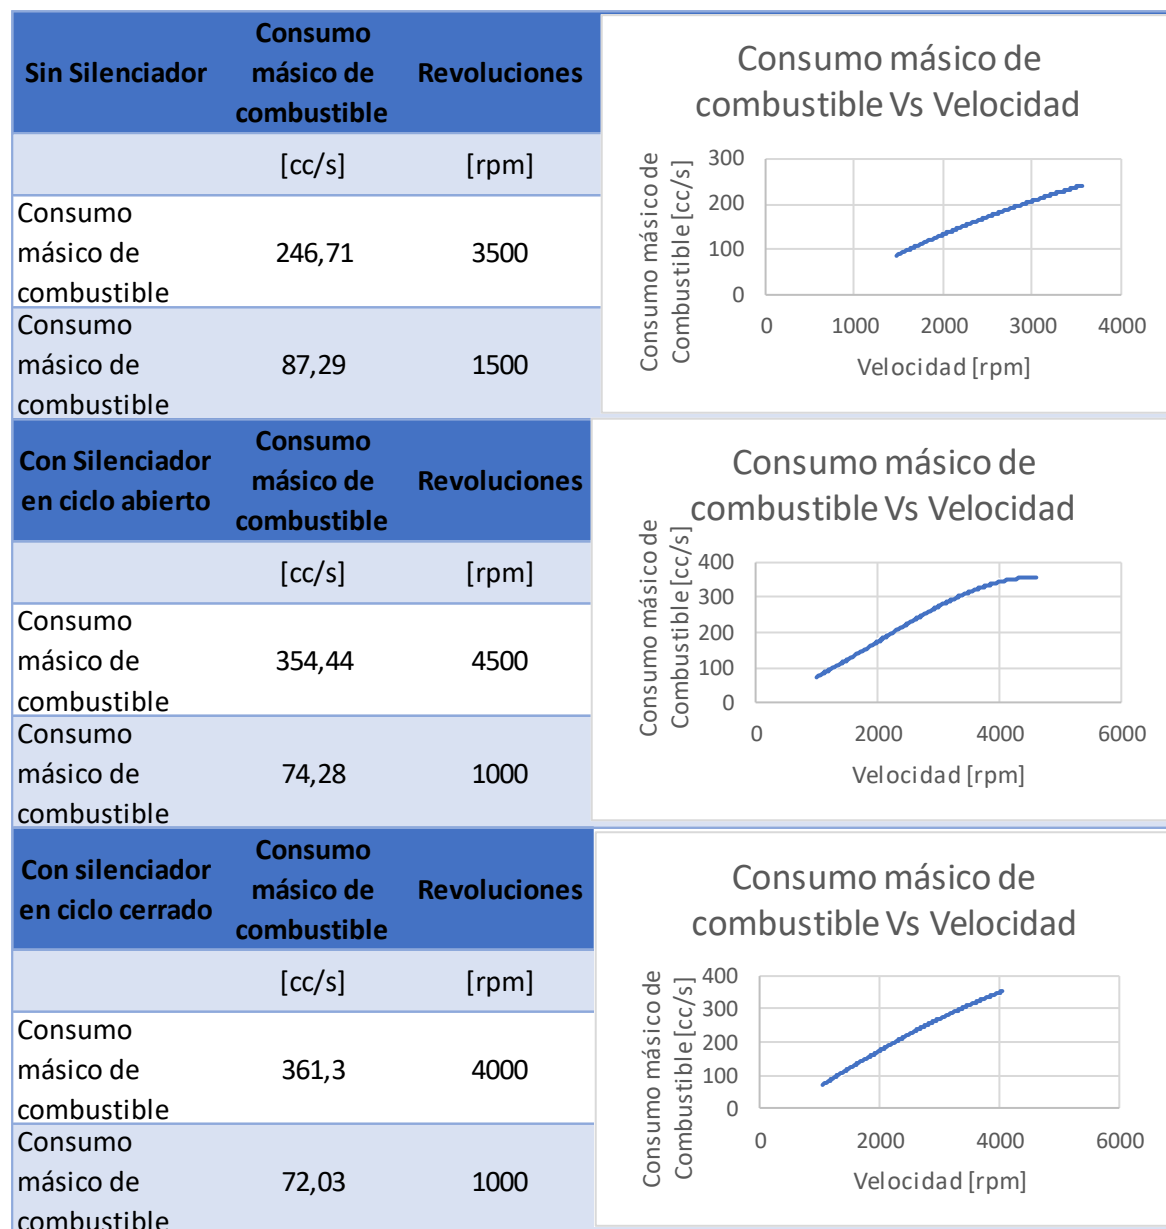 Sin Silenciador
Consumo
másico de
combustible
Revoluciones
[cc/s]
[rpm]
Consumo
másico de
combustible
246,71
3500
Consumo
másico de
combustible
87,29
1500
Consumo másico de
combustible Vs Velocidad
Consumo másico de
Combustible [cc/s]
300
200
100
0
0
1000
2000
3000
4000
Velocidad [rpm]
Con Silenciador
en ciclo abierto
Consumo
másico de
combustible
Revoluciones
[cc/s]
[rpm]
Consumo
másico de
combustible
354,44
4500
Consumo
másico de
combustible
74,28
1000
Consumo másico de
combustible Vs Velocidad
Consumo másico de
Combustible [cc/s]
400
300
200
100
0
0
2000
4000
6000
Velocidad [rpm]
Con silenciador
en ciclo cerrado
Consumo
másico de
combustible
Revoluciones
[cc/s]
[rpm]
Consumo
másico de
combustible
361,3
4000
Consumo
másico de
combustible
72,03
1000
Consumo másico de
combustible Vs Velocidad
Consumo másico de
Combustible [cc/s]
400
300
200
100
0
0
2000
4000
6000
Velocidad [rpm]